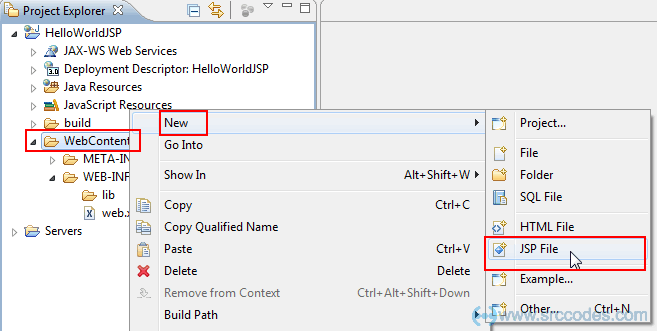 Project Explorer
HelloWorldJSP
JAX-WS Web Services
Deployment Descriptor: HelloWorldJSP
3.0
Java Resources
JavaScript Resources
build
WebContent
META-IN
WEB-INF
lib
web.x
Servers
New
Go Into
Show In Alt+Shift+W
Copy Ctrl+C
Copy Qualified Name
Paste Ctrl+V
Delete Delete
Remove from Context Ctrl+Alt+Shift+Down
Build Path
Project...
File
Folder
SQL File
HTML File
JSP File
Example...
Other... Ctrl+N
www.srccodes.com